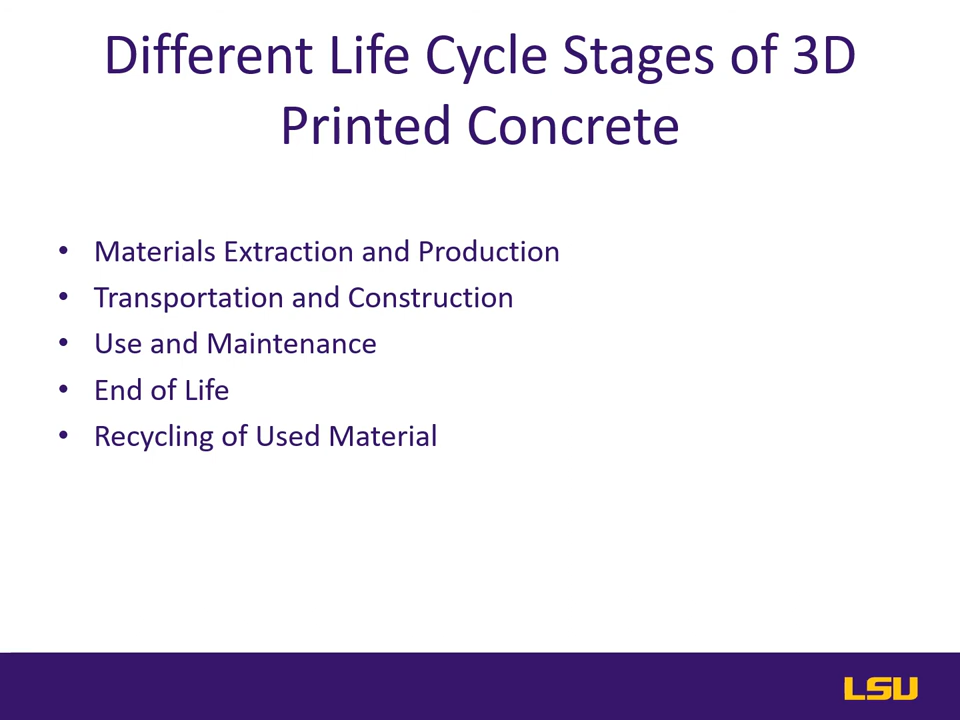 Different Life Cycle Stages of 3D
Printed Concrete
• Materials Extraction and Production
• Transportation and Construction
• Use and Maintenance
• End of Life
• Recycling of Used Material
LSU